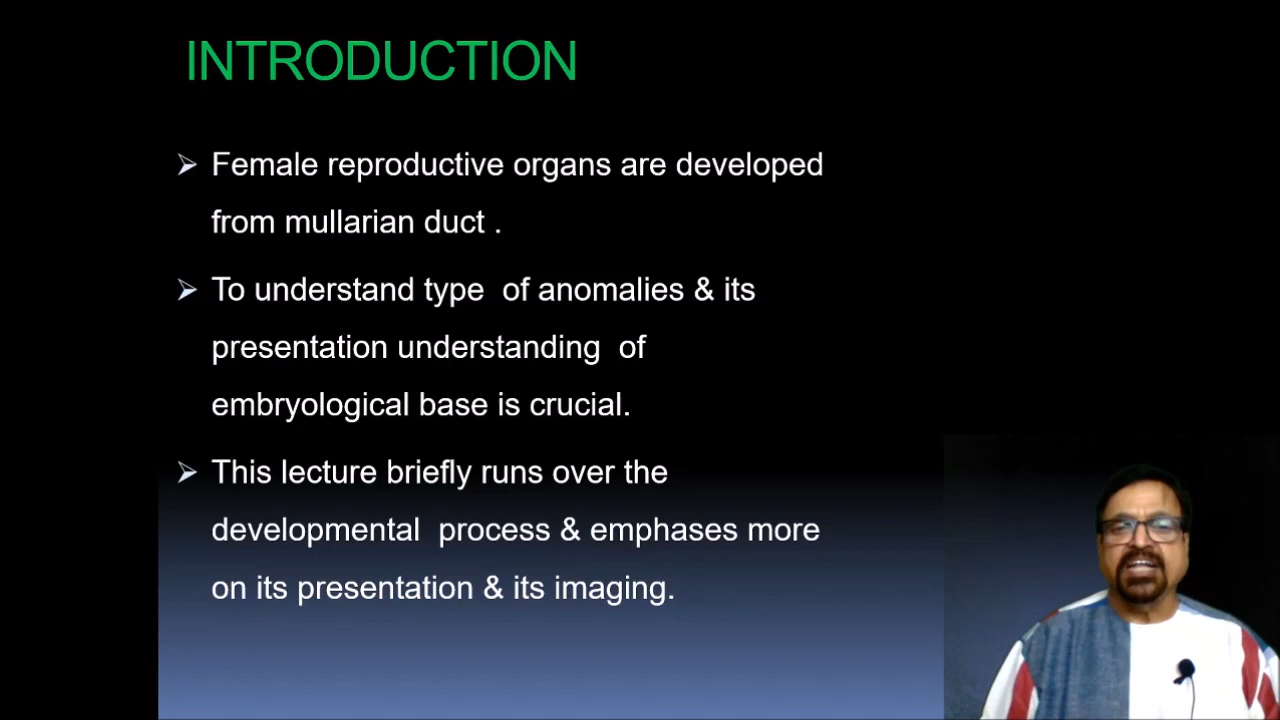 INTRODUCTION
Female reproductive organs are developed
from mullarian duct .
To understand type of anomalies & its
presentation understanding of
embryological base is crucial.
This lecture briefly runs over the
developmental process & emphases more
on its presentation & its imaging.